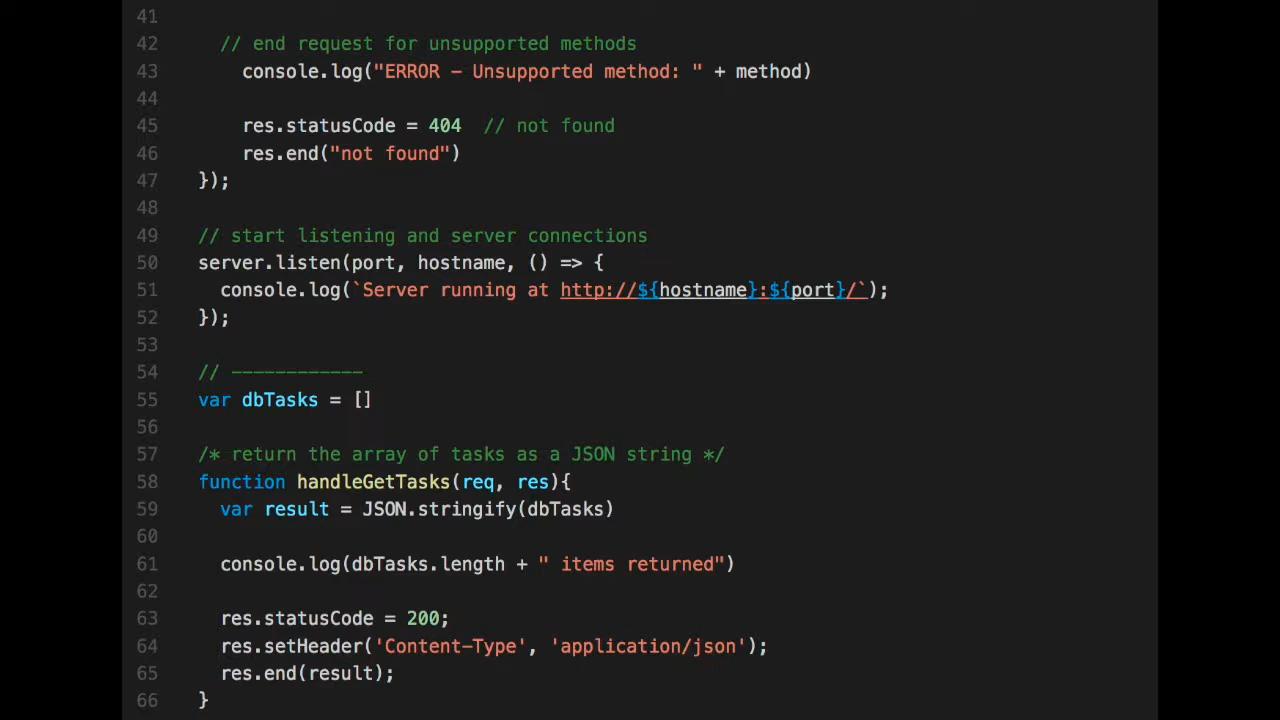 41
42 // end request for unsupported methods
43 console.log("ERROR - Unsupported method: " + method)
44
45 res.statusCode = 404 // not found
46 res.end("not found")
47 });
48
49 // start listening and server connections
50 server.listen(port, hostname, () => {
51 console.log(`Server running at http://${hostname}:${port}/`);
52 });
53
54 // ------------
55 var dbTasks = []
56
57 /* return the array of tasks as a JSON string */
58 function handleGetTasks(req, res){
59 var result = JSON.stringify(dbTasks)
60
61 console.log(dbTasks.length + " items returned")
62
63 res.statusCode = 200;
64 res.setHeader('Content-Type', 'application/json');
65 res.end(result);
66 }